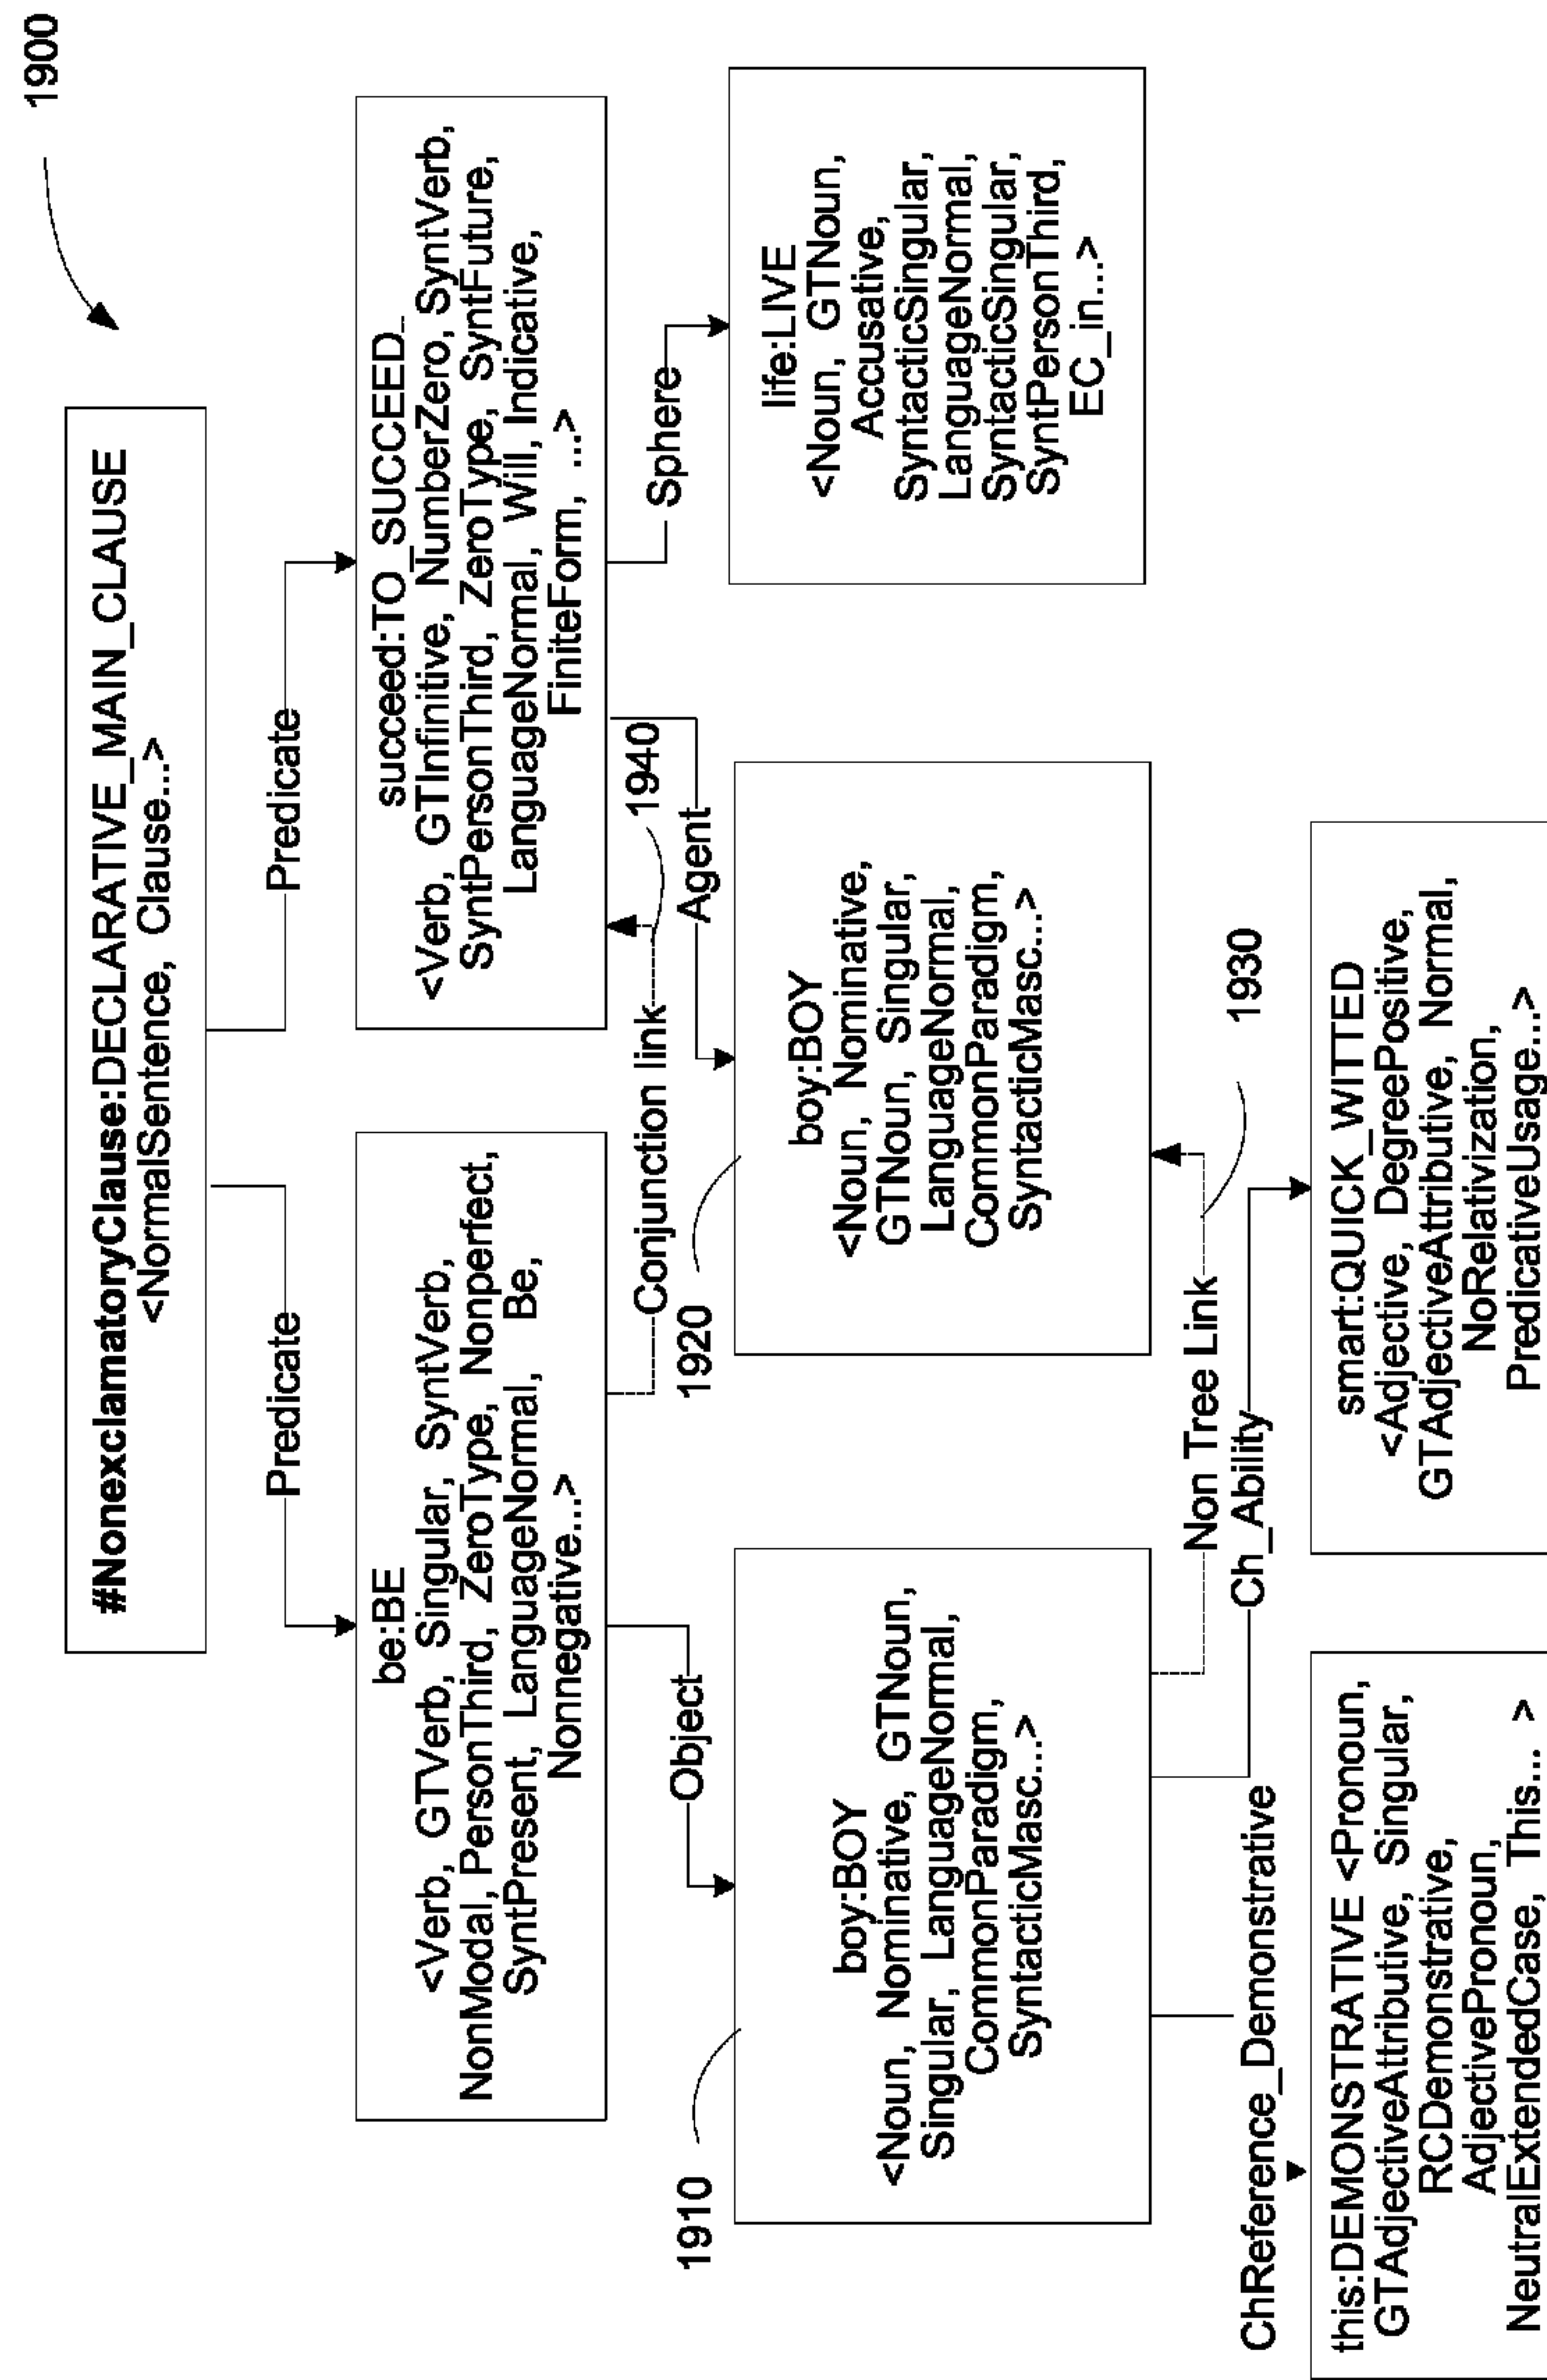 1900
#NonexclamatoryClause:DECLARATIVE_MAIN_CLAUSE
<NormalSentence, Clause...>
Predicate
Predicate
be:BE
<Verb, GTVerb, Singular, SyntVerb,
NonModal, PersonThird, ZeroType, Nonperfect,
SyntPresent, LanguageNormal, Be,
Nonnegative...>
succeed:TO_SUCCEED_
<Verb, GTInfinitive, NumberZero, SyntVerb,
SyntPersonThird, ZeroType, SyntFuture,
LanguageNormal, Will, Indicative,
FiniteForm, ...>
Object
Conjunction link
1940
Agent
Sphere
1910
boy:BOY
<Noun, Nominative, GTNoun,
Singular, LanguageNormal,
CommonParadigm,
SyntacticMasc...>
1920
boy:BOY
<Noun, Nominative,
GTNoun, Singular,
LanguageNormal,
CommonParadigm,
SyntacticMasc...>
life:LIVE
<Noun, GTNoun,
Accusative,
SyntacticSingular,
LanguageNormal,
SyntacticSingular,
SyntPersonThird,
EC_in...>
Non Tree Link
1930
ChReference_Demonstrative
Ch_Ability
this:DEMONSTRATIVE <Pronoun,
GTAdjectiveAttributive, Singular,
RCDemonstrative,
AdjectivePronoun,
NeutralExtendedCase, This... >
smart:QUICK_WITTED
<Adjective, DegreePositive,
GTAdjectiveAttributive, Normal,
NoRelativization,
PredicativeUsage...>